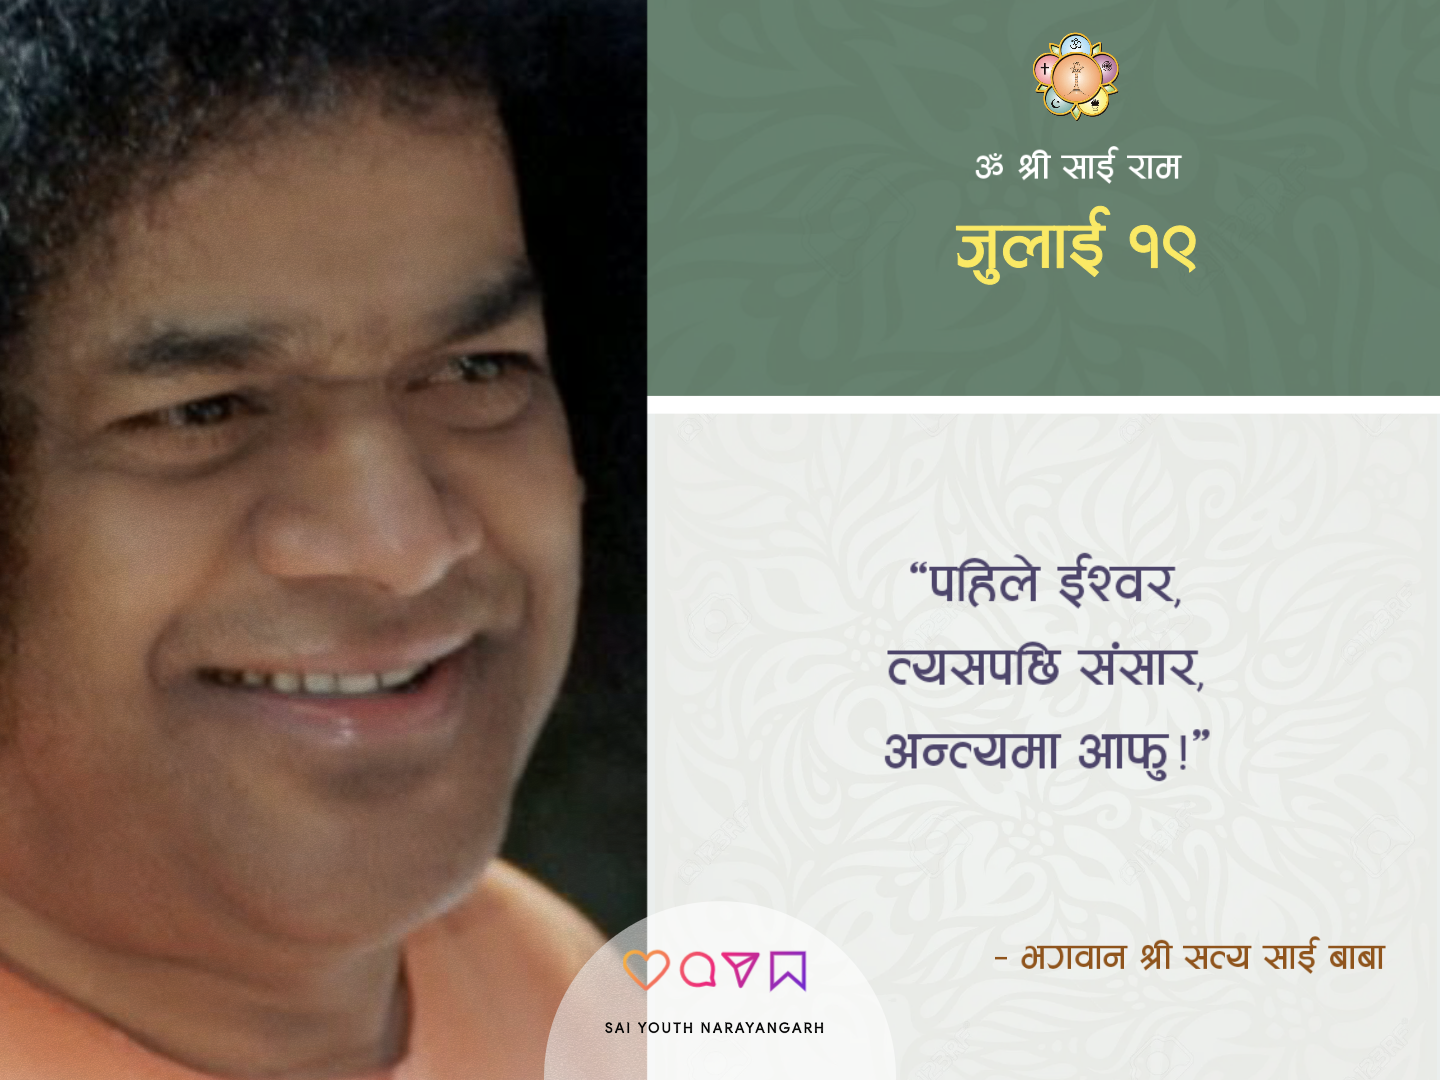 ॐ श्री साई राम
जुलाई १९
“पहिले ईश्वर,
त्यसपछि संसार,
अन्त्यमा आफु!”
- भगवान श्री सत्य साई बाबा
SAI YOUTH NARAYANGARH